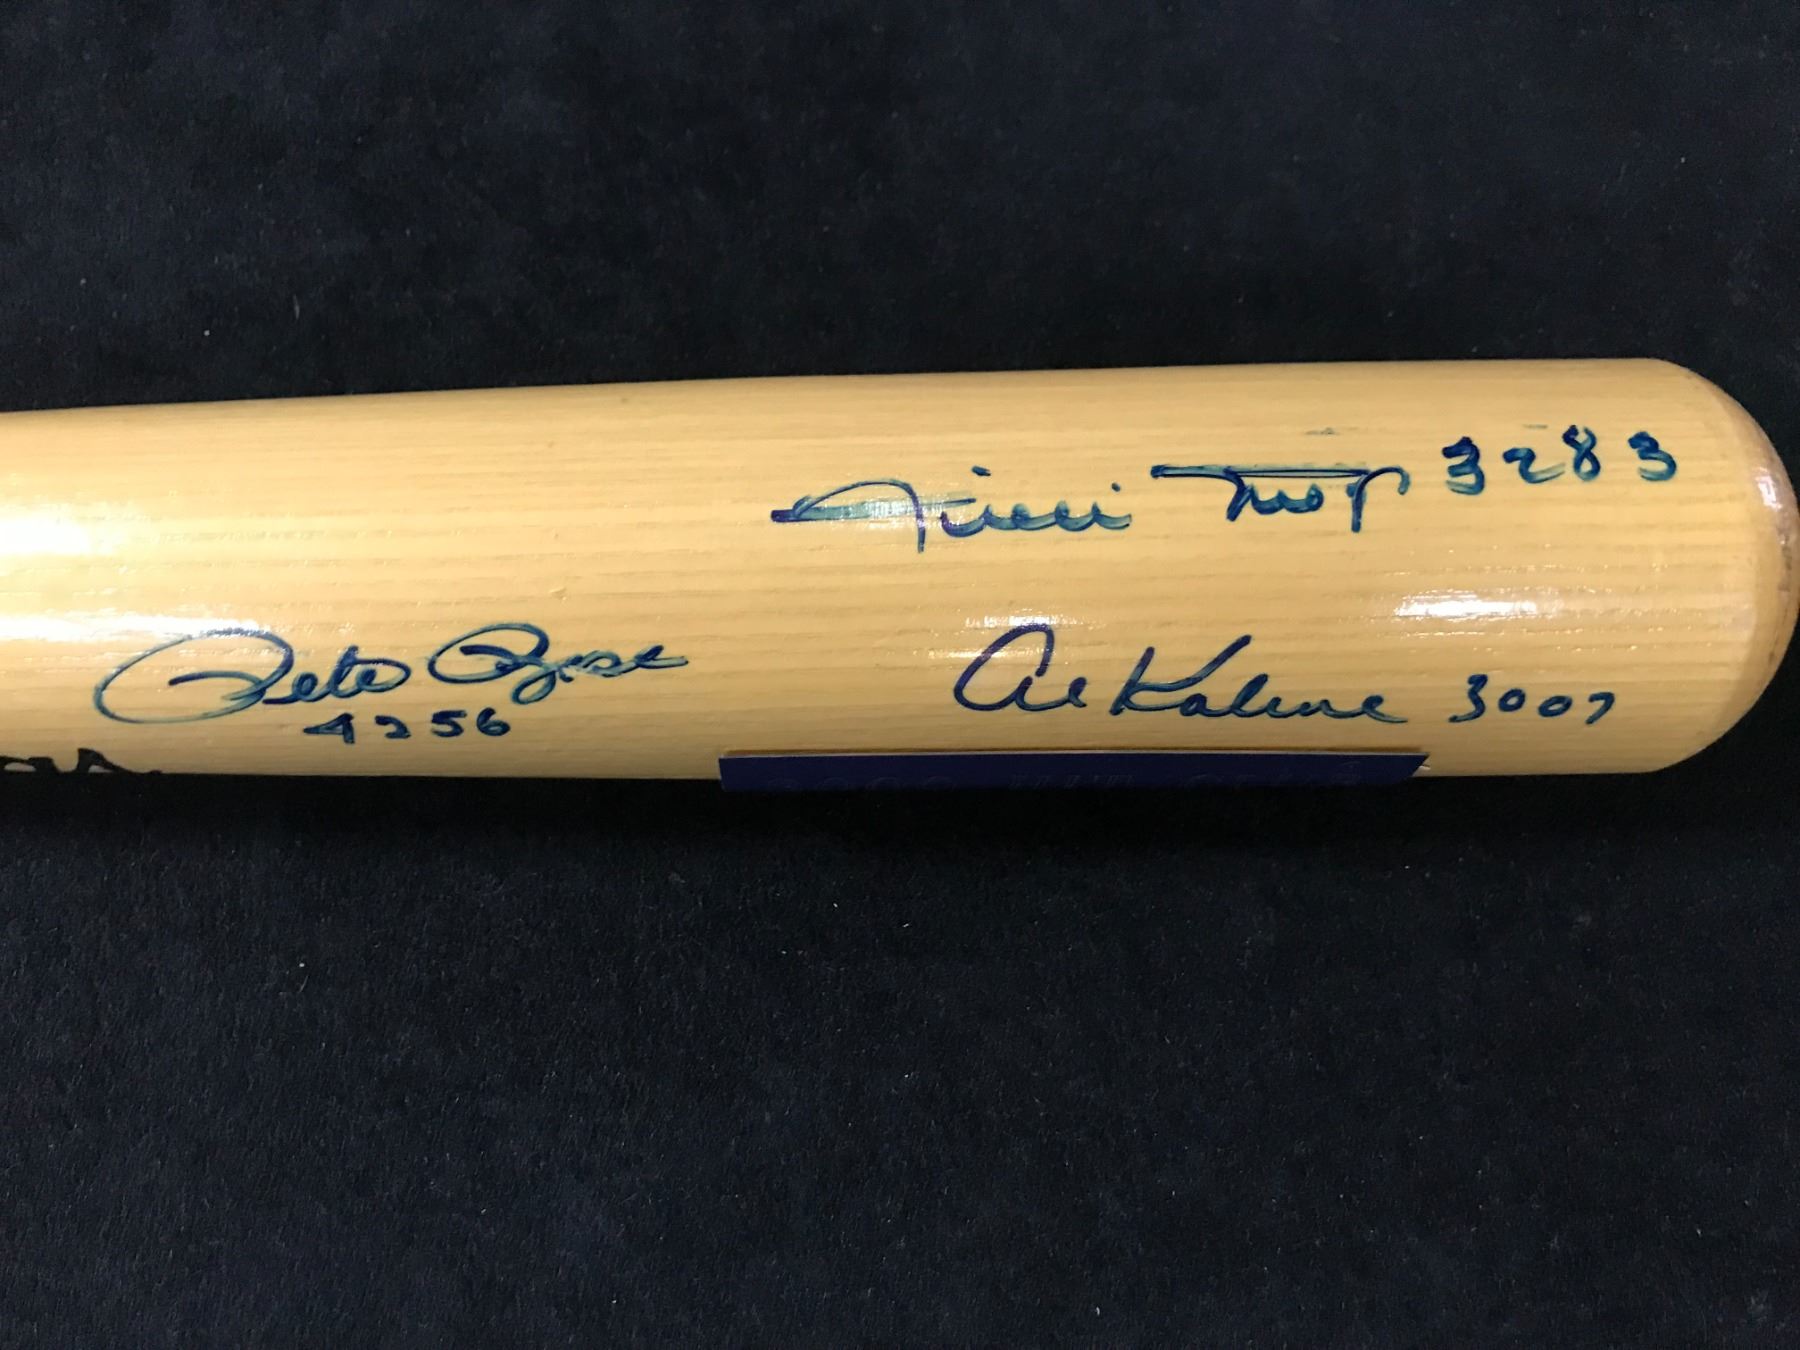 Willie Mays 3283
Pete Rose
4256
Al Kaline 3007